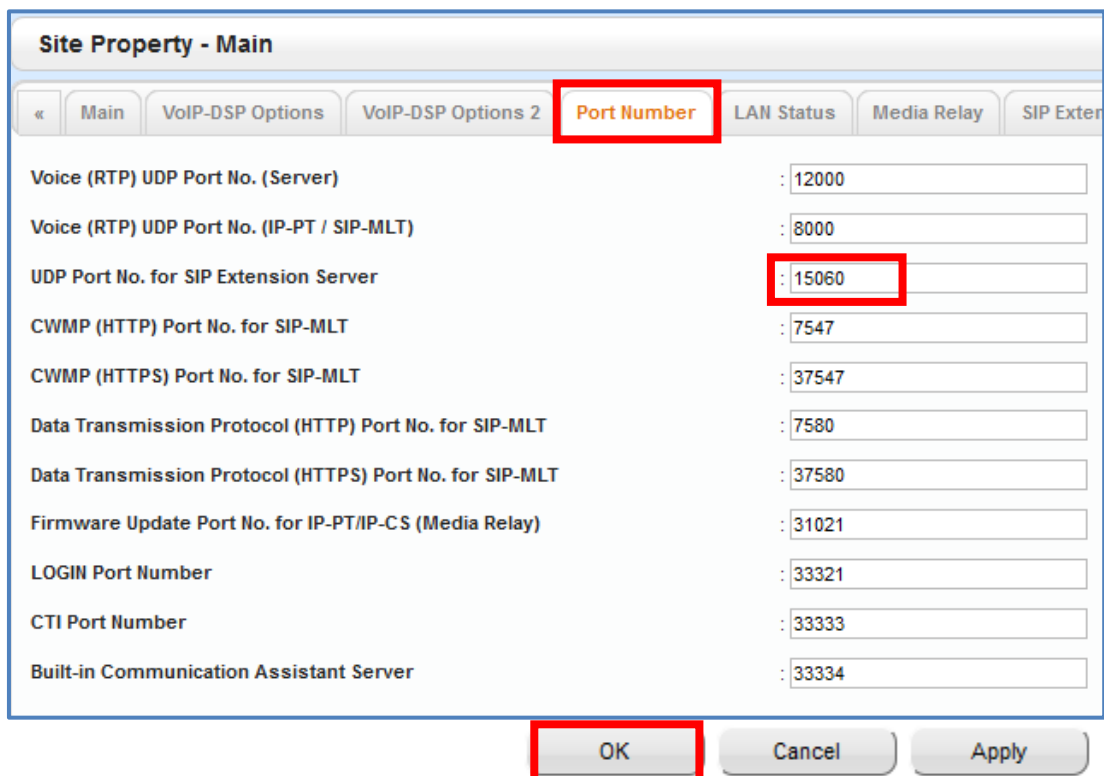 Site Property - Main
« Main VoIP-DSP Options VoIP-DSP Options 2 Port Number LAN Status Media Relay SIP Exter
Voice (RTP) UDP Port No. (Server) : 12000
Voice (RTP) UDP Port No. (IP-PT / SIP-MLT) : 8000
UDP Port No. for SIP Extension Server : 15060
CWMP (HTTP) Port No. for SIP-MLT : 7547
CWMP (HTTPS) Port No. for SIP-MLT : 37547
Data Transmission Protocol (HTTP) Port No. for SIP-MLT : 7580
Data Transmission Protocol (HTTPS) Port No. for SIP-MLT : 37580
Firmware Update Port No. for IP-PT/IP-CS (Media Relay) : 31021
LOGIN Port Number : 33321
CTI Port Number : 33333
Built-in Communication Assistant Server : 33334
OK Cancel Apply